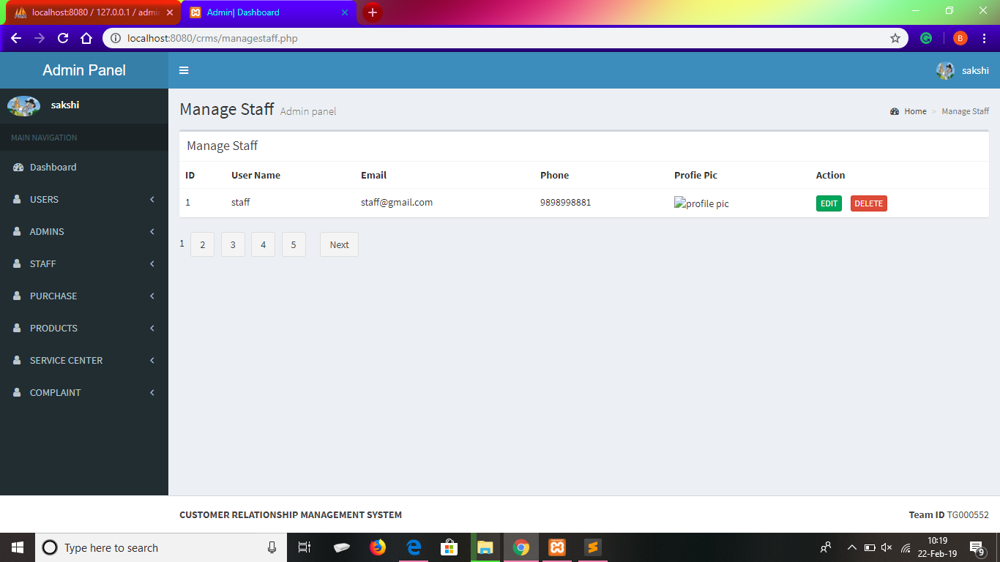 localhost:8080 / 127.0.0.1 / admi
Admin| Dashboard
localhost:8080/crms/managestaff.php
B
Admin Panel
sakshi
sakshi
MAIN NAVIGATION
Dashboard
USERS
ADMINS
STAFF
PURCHASE
PRODUCTS
SERVICE CENTER
COMPLAINT
Manage Staff Admin panel
Home > Manage Staff
Manage Staff
ID User Name Email Phone Profie Pic Action
1 staff staff@gmail.com 9898998881 profile pic EDIT DELETE
1 2 3 4 5 Next
CUSTOMER RELATIONSHIP MANAGEMENT SYSTEM
Team ID TG000552
Type here to search
10:19
22-Feb-19
9